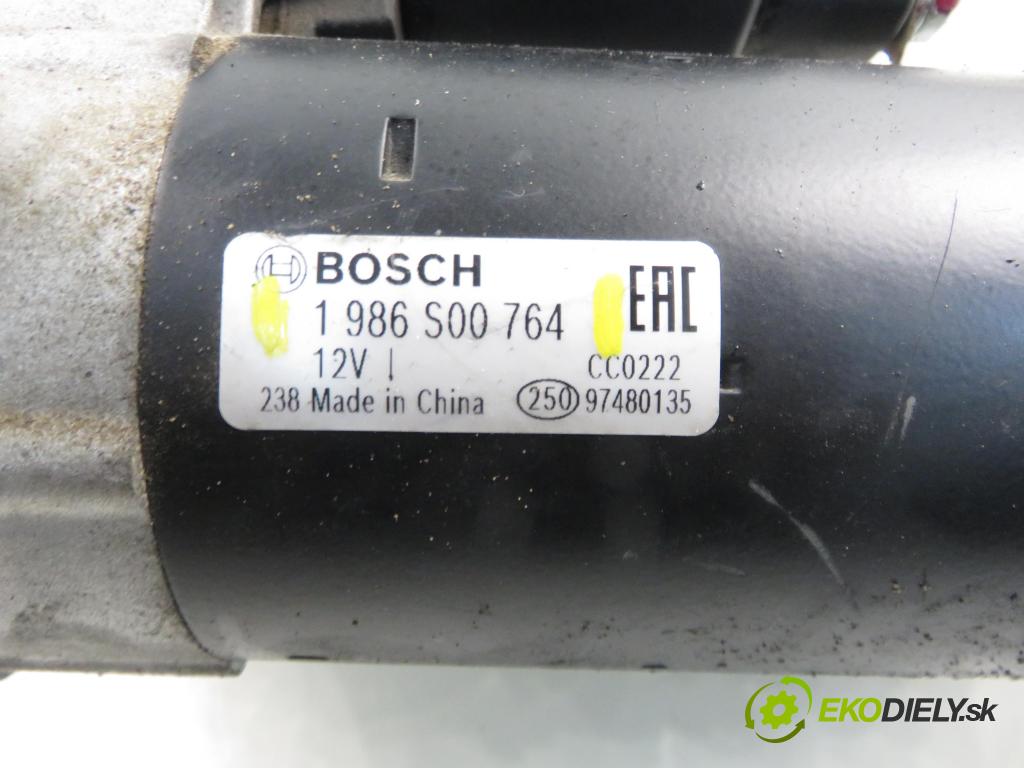 BOSCH
1 986 S00 764
EAC
12V
CC0222
238 Made in China 250 97480135
EKODIELY.sk